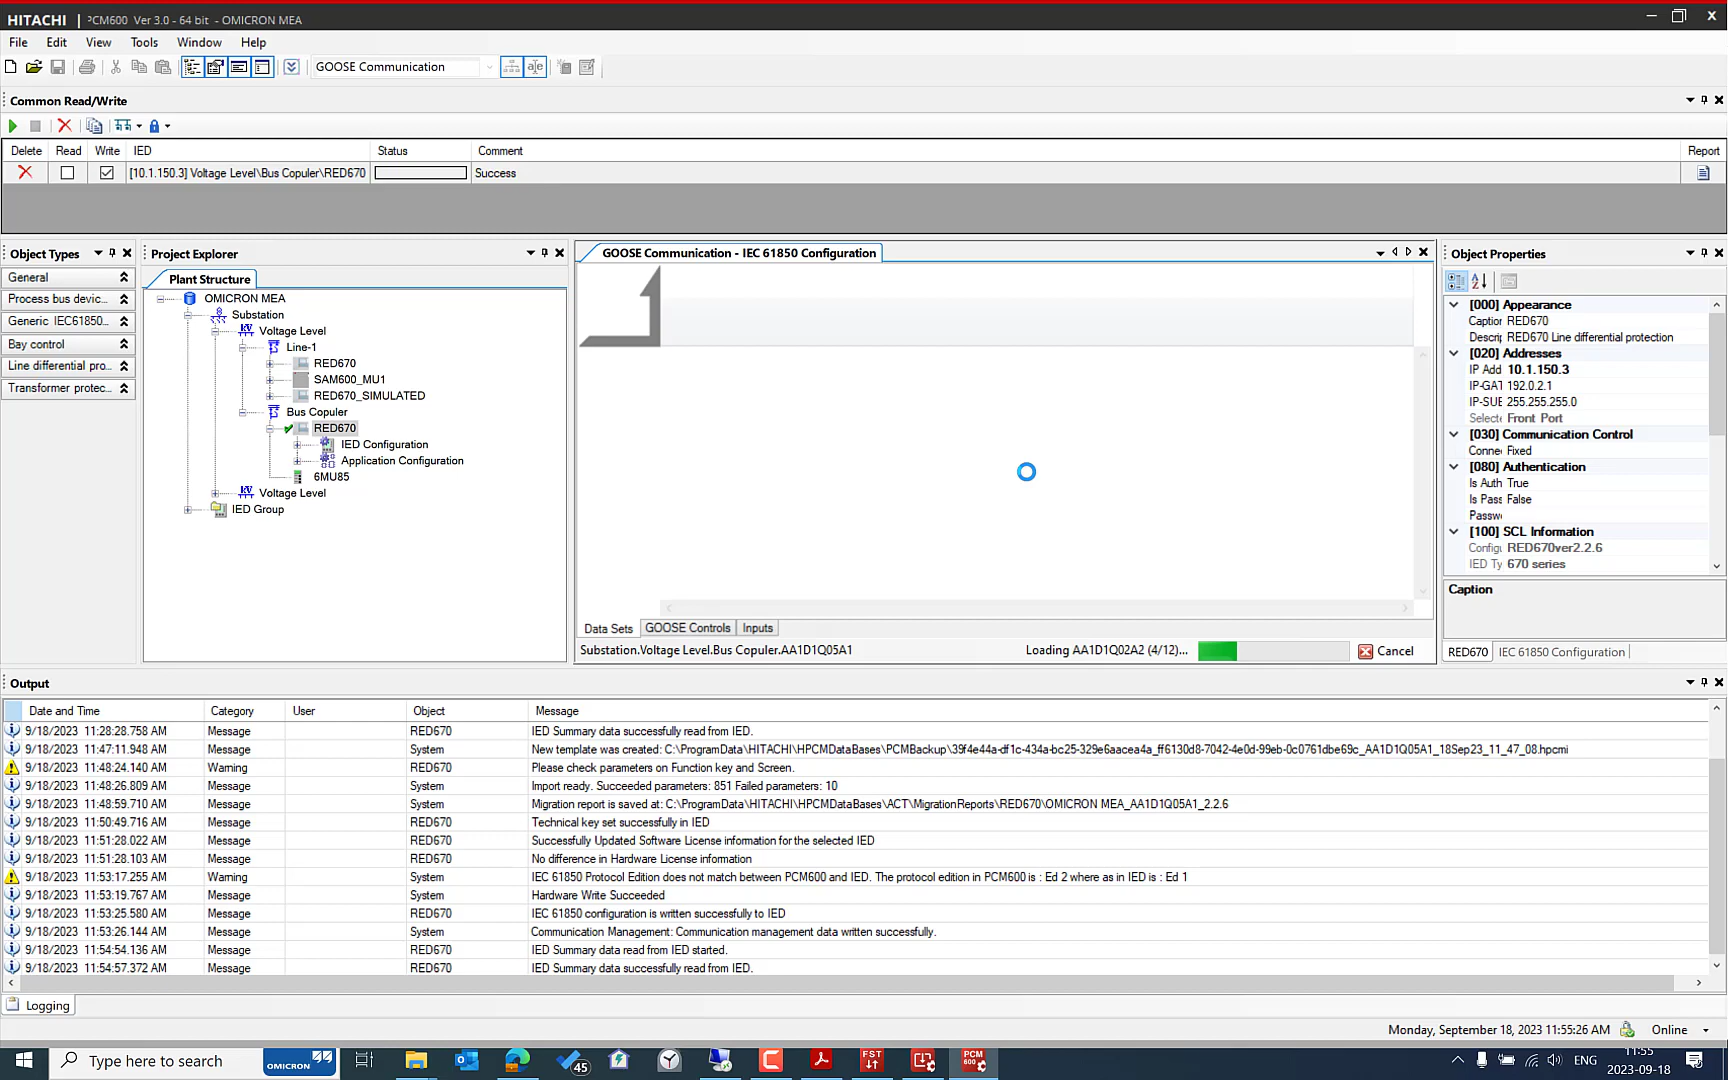 HITACHI | PCM600 Ver 3.0 - 64 bit - OMICRON MEA
File Edit View Tools Window Help
GOOSE Communication
Common Read/Write
Delete Read Write IED Status Comment Report
[10.1.150.3] Voltage Level\Bus Copuler\RED670 Success
Object Types
General
Process bus devic...
Generic IEC61850...
Bay control
Line differential pro...
Transformer protec...
Project Explorer
Plant Structure
OMICRON MEA
Substation
Voltage Level
Line-1
RED670
SAM600_MU1
RED670_SIMULATED
Bus Copuler
RED670
IED Configuration
Application Configuration
6MU85
Voltage Level
IED Group
GOOSE Communication - IEC 61850 Configuration
Data Sets GOOSE Controls Inputs
Substation.Voltage Level.Bus Copuler.AA1D1Q05A1 Loading AA1D1Q02A2 (4/12)... Cancel
Object Properties
[000] Appearance
Captior RED670
Descrip RED670 Line differential protection
[020] Addresses
IP Add 10.1.150.3
IP-GAT 192.0.2.1
IP-SUE 255.255.255.0
Selecte Front Port
[030] Communication Control
Conne Fixed
[080] Authentication
Is Auth True
Is Pass False
Passwo
[100] SCL Information
Configu RED670ver2.2.6
IED Ty 670 series
Caption
RED670 IEC 61850 Configuration
Output
Date and Time Category User Object Message
9/18/2023 11:28:28.758 AM Message RED670 IED Summary data successfully read from IED.
9/18/2023 11:47:11.948 AM Message System New template was created: C:\ProgramData\HITACHI\HPCMDataBases\PCMBackup\39f4e44a-df1c-434a-bc25-329e6aacea4a_ff6130d8-7042-4e0d-99eb-0c0761dbe69c_AA1D1Q05A1_18Sep23_11_47_08.hpcmi
9/18/2023 11:48:24.140 AM Warning RED670 Please check parameters on Function key and Screen.
9/18/2023 11:48:26.809 AM Message System Import ready. Succeeded parameters: 851 Failed parameters: 10
9/18/2023 11:48:59.710 AM Message System Migration report is saved at: C:\ProgramData\HITACHI\HPCMDataBases\ACT\MigrationReports\RED670\OMICRON MEA_AA1D1Q05A1_2.2.6
9/18/2023 11:50:49.716 AM Message RED670 Technical key set successfully in IED
9/18/2023 11:51:28.022 AM Message RED670 Successfully Updated Software License information for the selected IED
9/18/2023 11:51:28.103 AM Message RED670 No difference in Hardware License information
9/18/2023 11:53:17.255 AM Warning System IEC 61850 Protocol Edition does not match between PCM600 and IED. The protocol edition in PCM600 is : Ed 2 where as in IED is : Ed 1
9/18/2023 11:53:19.767 AM Message System Hardware Write Succeeded
9/18/2023 11:53:25.580 AM Message RED670 IEC 61850 configuration is written successfully to IED
9/18/2023 11:53:26.144 AM Message System Communication Management: Communication management data written successfully.
9/18/2023 11:54:54.136 AM Message RED670 IED Summary data read from IED started.
9/18/2023 11:54:57.372 AM Message RED670 IED Summary data successfully read from IED.
Logging
Monday, September 18, 2023 11:55:26 AM Online
Type here to search OMICRON 45 FST PCM 600 ENG 11:55
2023-09-18